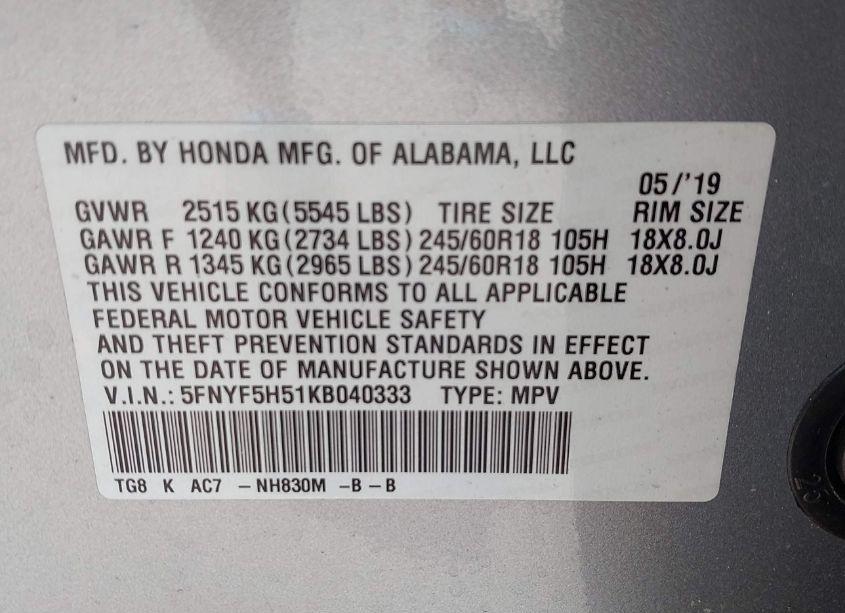 MFD. BY HONDA MFG. OF ALABAMA, LLC
05/'19
GVWR 2515 KG (5545 LBS) TIRE SIZE RIM SIZE
GAWR F 1240 KG (2734 LBS) 245/60R18 105H 18X8.0J
GAWR R 1345 KG (2965 LBS) 245/60R18 105H 18X8.0J
THIS VEHICLE CONFORMS TO ALL APPLICABLE
FEDERAL MOTOR VEHICLE SAFETY
AND THEFT PREVENTION STANDARDS IN EFFECT
ON THE DATE OF MANUFACTURE SHOWN ABOVE.
V.I.N.: 5FNYF5H51KB040333 TYPE: MPV
TG8 K AC7 -NH830M -B-B